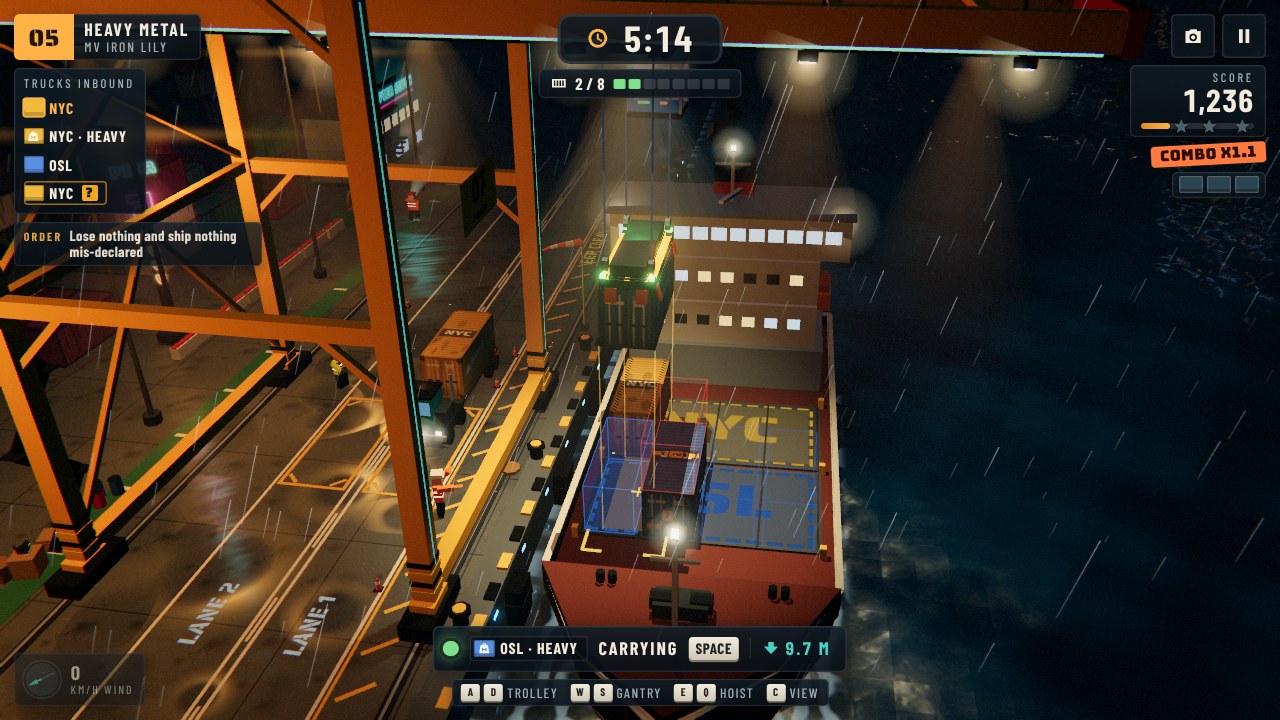 05 HEAVY METAL
MV IRON LILY
TRUCKS INBOUND
NYC
NYC · HEAVY
OSL
NYC ?
ORDER Lose nothing and ship nothing
mis-declared
5:14
2/8
SCORE
1,236
COMBO X1.1
NYC
NYC
NYC
SL
LANE 2
LANE 1
0
KM/H WIND
OSL · HEAVY CARRYING SPACE 9.7 M
A D TROLLEY W S GANTRY E Q HOIST C VIEW